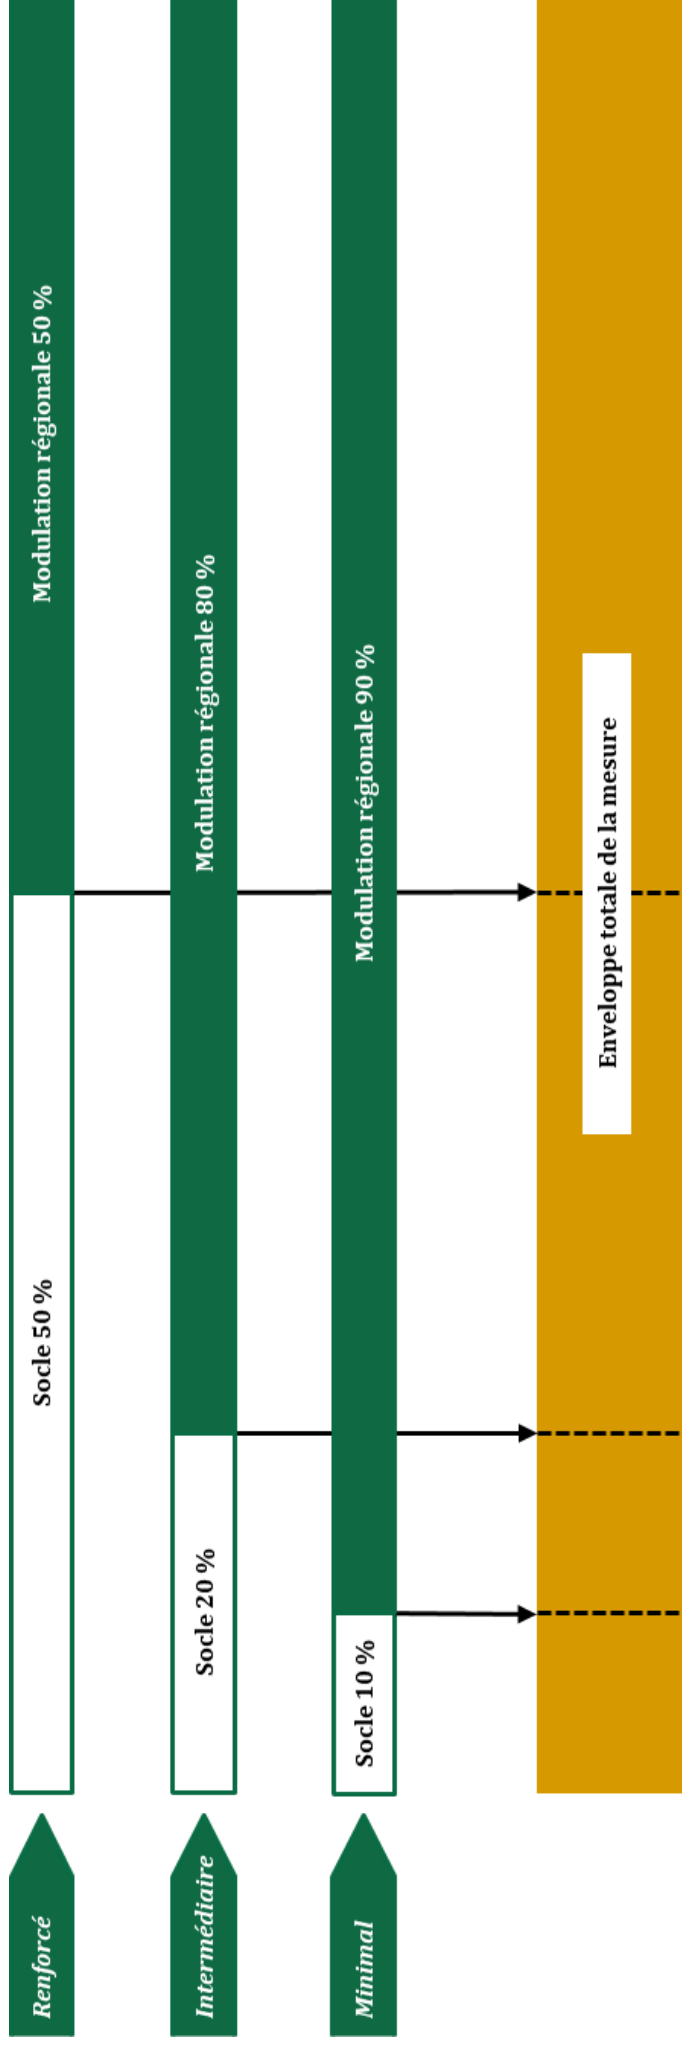 Renforcé
Socle 50 %
Modulation régionale 50 %
Intermédiaire
Socle 20 %
Modulation régionale 80 %
Minimal
Socle 10 %
Modulation régionale 90 %
Enveloppe totale de la mesure